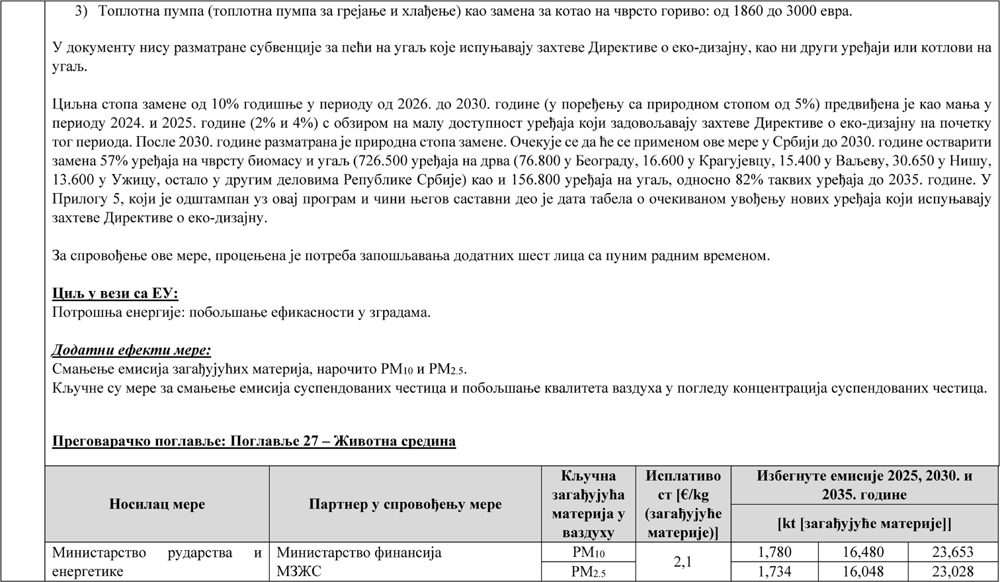 3) Топлотна пумпа (топлотна пумпа за грејање и хлађење) као замена за котао на чврсто гориво: од 1860 до 3000 евра.
У документу нису разматране субвенције за пећи на угаљ које испуњавају захтеве Директиве о еко-дизајну, као ни други уређаји или котлови на
угаљ.
Циљна стопа замене од 10% годишње у периоду од 2026. до 2030. године (у поређењу са природном стопом од 5%) предвиђена је као мања у
периоду 2024. и 2025. године (2% и 4%) с обзиром на малу доступност уређаја који задовољавају захтеве Директиве о еко-дизајну на почетку
тог периода. После 2030. године разматрана је природна стопа замене. Очекује се да ће се применом ове мере у Србији до 2030. године остварити
замена 57% уређаја на чврсту биомасу и угаљ (726.500 уређаја на дрва (76.800 у Београду, 16.600 у Крагујевцу, 15.400 у Ваљеву, 30.650 у Нишу,
13.600 у Ужицу, остало у другим деловима Републике Србије) као и 156.800 уређаја на угаљ, односно 82% таквих уређаја до 2035. године. У
Прилогу 5, који је одштампан уз овај програм и чини његов саставни део је дата табела о очекиваном увођењу нових уређаја који испуњавају
захтеве Директиве о еко-дизајну.
За спровођење ове мере, процењена је потреба запошљавања додатних шест лица са пуним радним временом.
Циљ у вези са ЕУ:
Потрошња енергије: побољшање ефикасности у зградама.
Додатни ефекти мере:
Смањење емисија загађујућих материја, нарочито PM10 и PM2.5.
Кључне су мере за смањење емисија суспендованих честица и побољшање квалитета ваздуха у погледу концентрација суспендованих честица.
Преговарачко поглавље: Поглавље 27 – Животна средина
Носилац мере
Партнер у спровођењу мере
Кључна
загађујућа
материја у
ваздуху
Исплативо
ст [€/kg
(загађујуће
материје)]
Избегнуте емисије 2025, 2030. и
2035. године
[kt [загађујуће материје]]
Министарство рударства и
енергетике
Министарство финансија
МЗЖС
PM10
2,1
1,780 16,480 23,653
PM2.5
1,734 16,048 23,028